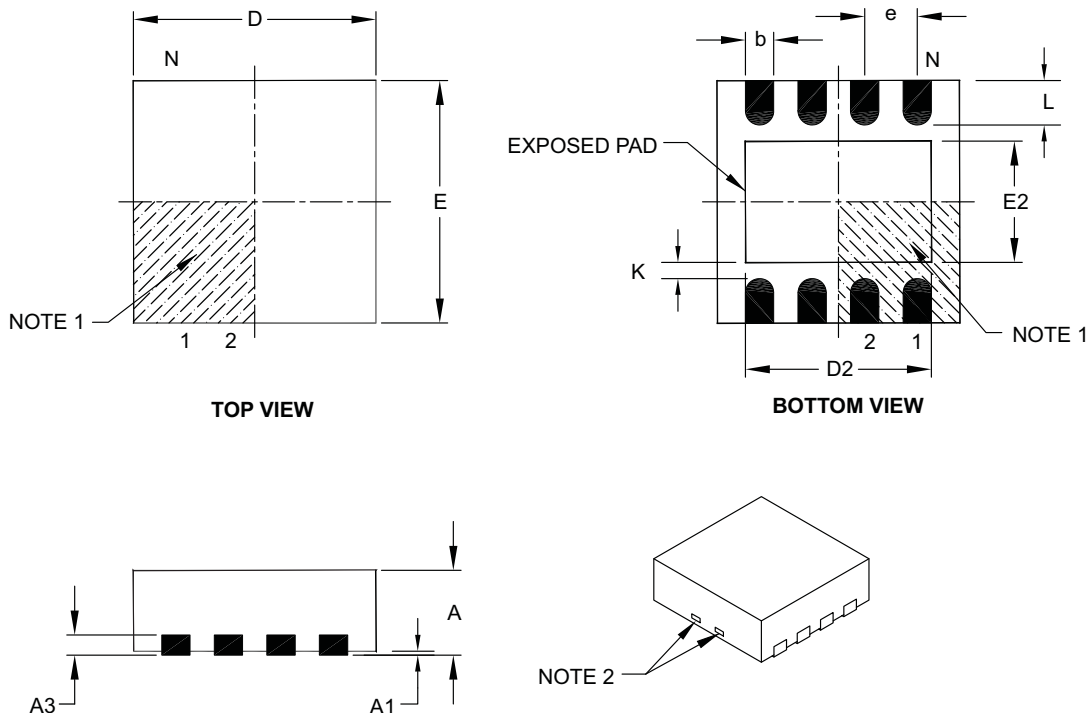 D
N
E
NOTE 1
1 2
TOP VIEW
e
b
N
L
EXPOSED PAD
E2
K
NOTE 1
2 1
D2
BOTTOM VIEW
A
A3
A1
NOTE 2